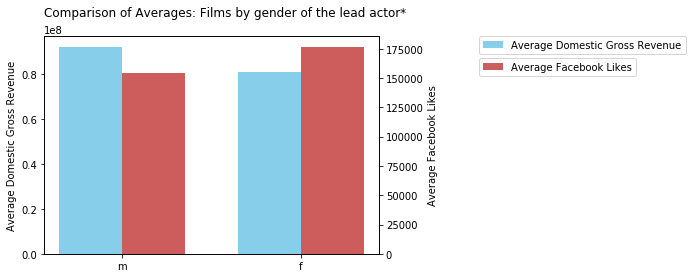 Comparison of Averages: Films by gender of the lead actor*
1e8
Average Domestic Gross Revenue
0.8
0.6
0.4
0.2
0.0
m
f
175000
150000
125000
100000
75000
50000
25000
0
Average Facebook Likes
Average Domestic Gross Revenue
Average Facebook Likes